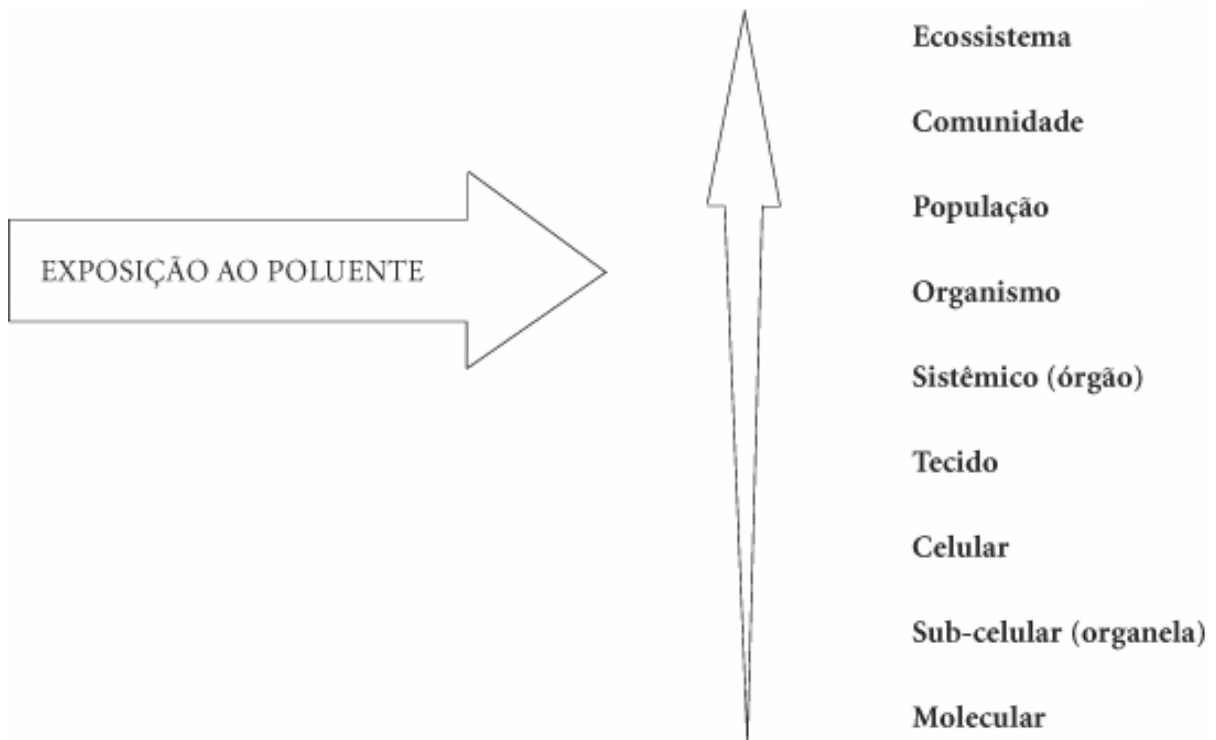 Ecossistema
Comunidade
População
EXPOSIÇÃO AO POLUENTE
Organismo
Sistêmico (órgão)
Tecido
Celular
Sub-celular (organela)
Molecular